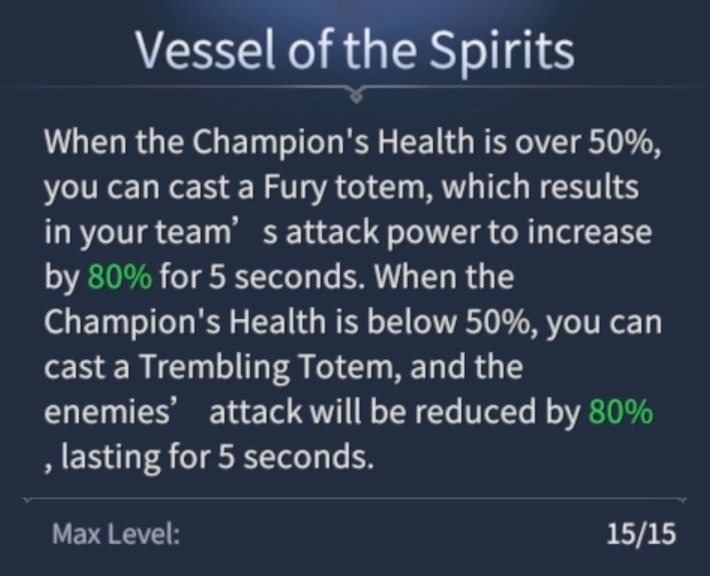 Vessel of the Spirits
When the Champion's Health is over 50%,
you can cast a Fury totem, which results
in your team’ s attack power to increase
by 80% for 5 seconds. When the
Champion's Health is below 50%, you can
cast a Trembling Totem, and the
enemies’ attack will be reduced by 80%
, lasting for 5 seconds.
Max Level: 15/15